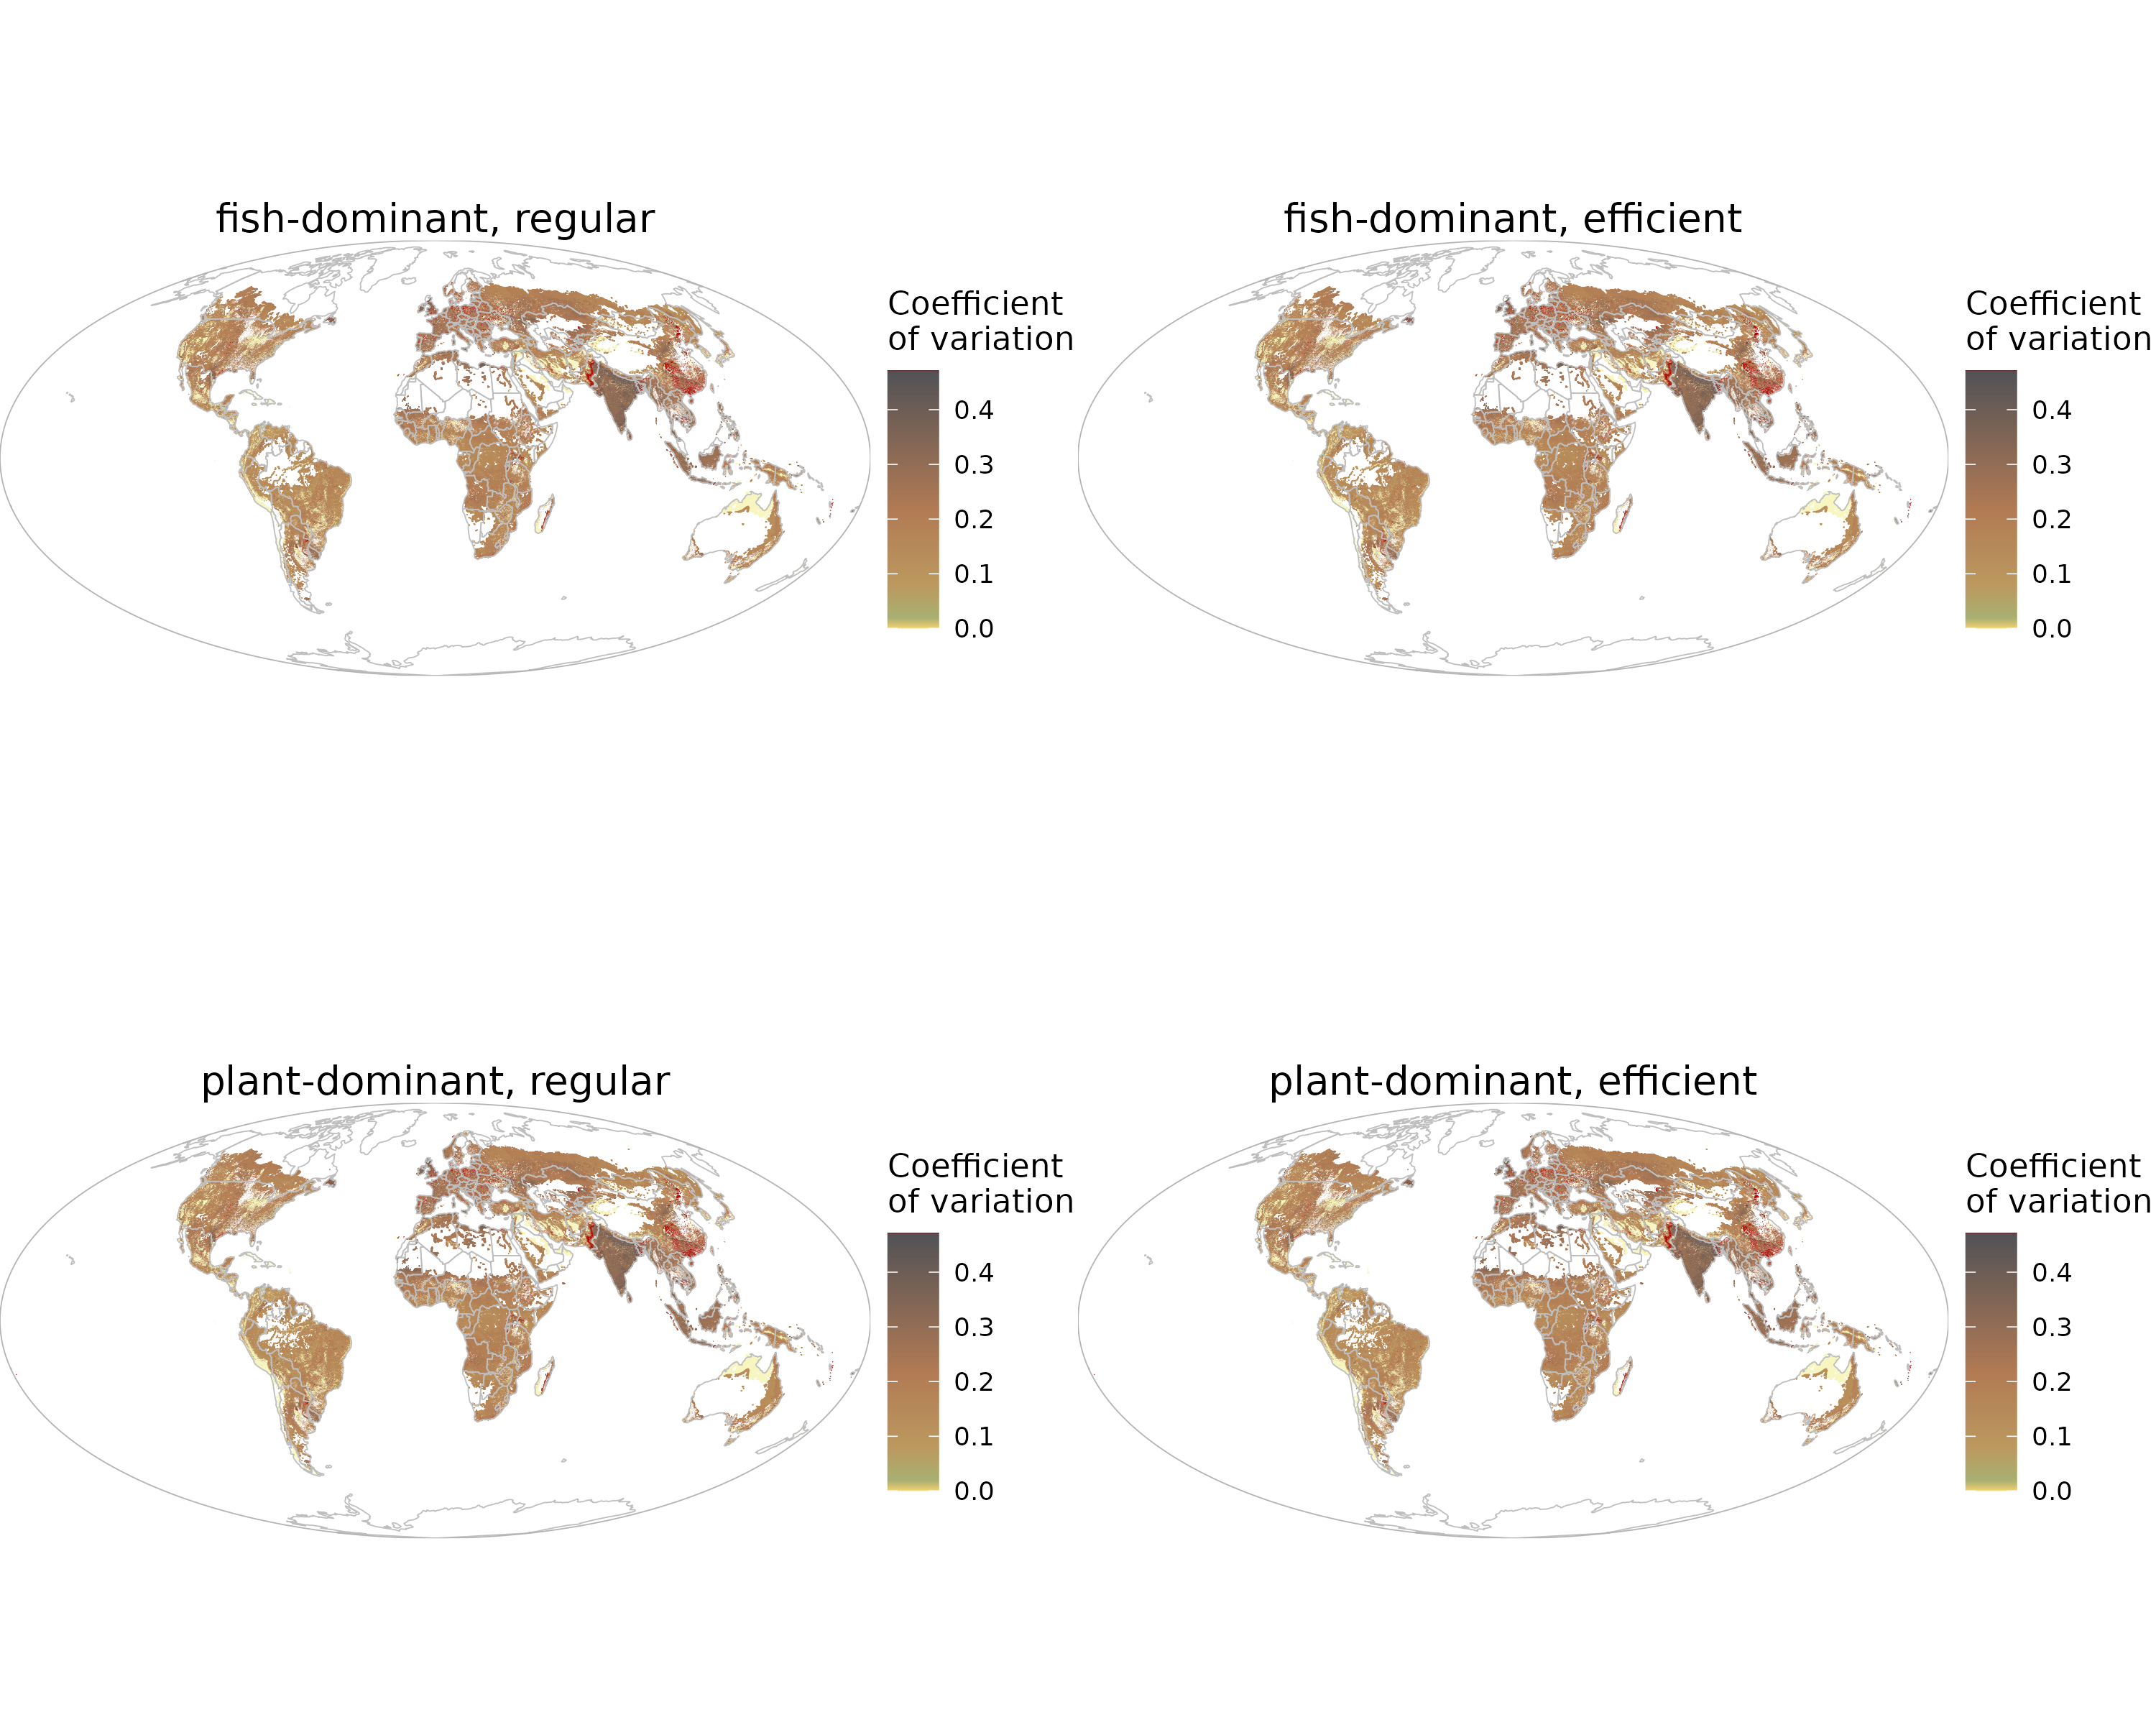 fish-dominant, regular
Coefficient
of variation
0.4
0.3
0.2
0.1
0.0
fish-dominant, efficient
Coefficient
of variation
0.4
0.3
0.2
0.1
0.0
plant-dominant, regular
Coefficient
of variation
0.4
0.3
0.2
0.1
0.0
plant-dominant, efficient
Coefficient
of variation
0.4
0.3
0.2
0.1
0.0